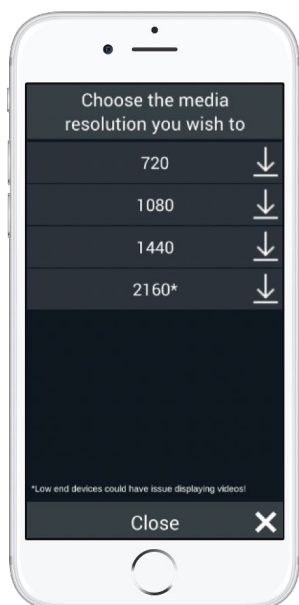 Choose the media
resolution you wish to
720
1080
1440
2160*
*Low end devices could have issue displaying videos!
Close